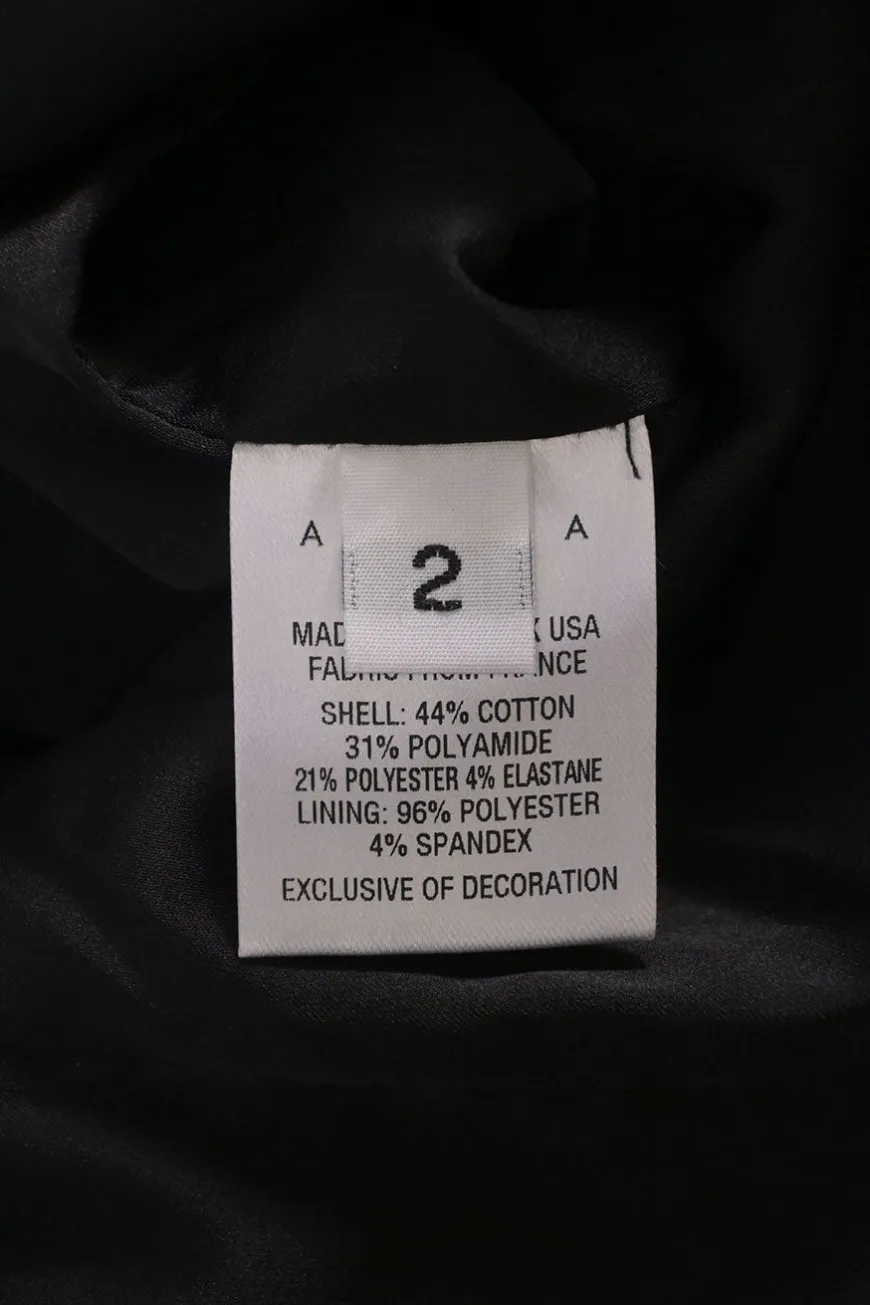 A A
2
USA
SHELL: 44% COTTON
31% POLYAMIDE
21% POLYESTER 4% ELASTANE
LINING: 96% POLYESTER
4% SPANDEX
EXCLUSIVE OF DECORATION